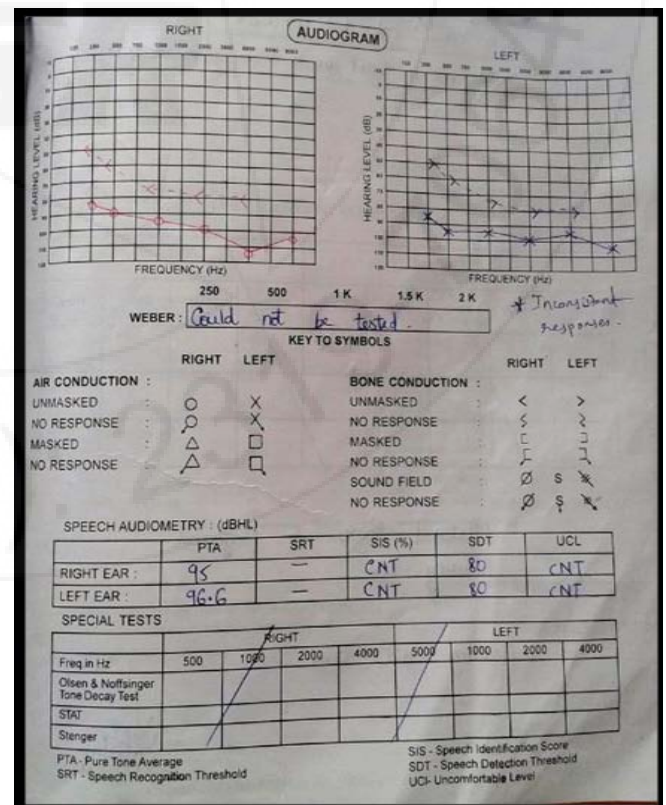 RIGHT
AUDIOGRAM
LEFT
HEARING LEVEL (dB)
HEARING LEVEL (dB)
FREQUENCY (Hz)
FREQUENCY (Hz)
250 500 1 K 1.5 K 2 K
WEBER : Could not be tested.
* Inconsistent responses.
KEY TO SYMBOLS
RIGHT LEFT
AIR CONDUCTION :
UNMASKED : O X
NO RESPONSE :
MASKED : △ □
NO RESPONSE :
RIGHT LEFT
BONE CONDUCTION :
UNMASKED : < >
NO RESPONSE :
MASKED : [ ]
NO RESPONSE :
SOUND FIELD : Ø S
NO RESPONSE :
SPEECH AUDIOMETRY : (dBHL)
PTA SRT SIS (%) SDT UCL
RIGHT EAR : 95 — CNT 80 CNT
LEFT EAR : 96.6 — CNT 80 CNT
SPECIAL TESTS
RIGHT LEFT
Freq in Hz 500 1000 2000 4000 5000 1000 2000 4000
Olsen & Noffsinger
Tone Decay Test
STAT
Stenger
PTA - Pure Tone Average
SRT - Speech Recognition Threshold
SIS - Speech Identification Score
SDT - Speech Detection Threshold
UCl- Uncomfortable Level